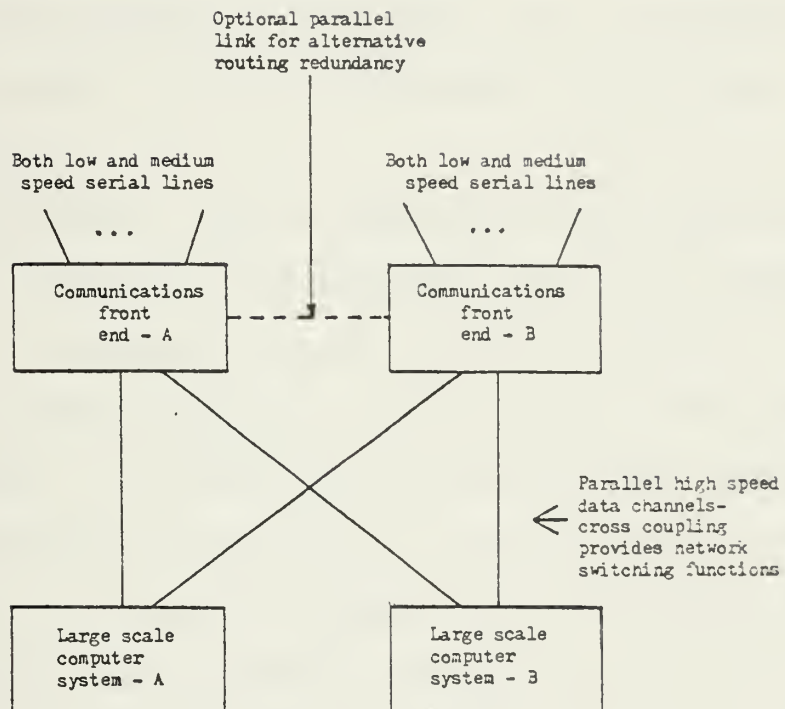 Optional parallel
link for alternative
routing redundancy
Both low and medium
speed serial lines
...
Both low and medium
speed serial lines
...
Communications
front
end - A
Communications
front
end - B
Parallel high speed
data channels-
cross coupling
provides network
switching functions
Large scale
computer
system - A
Large scale
computer
system - B